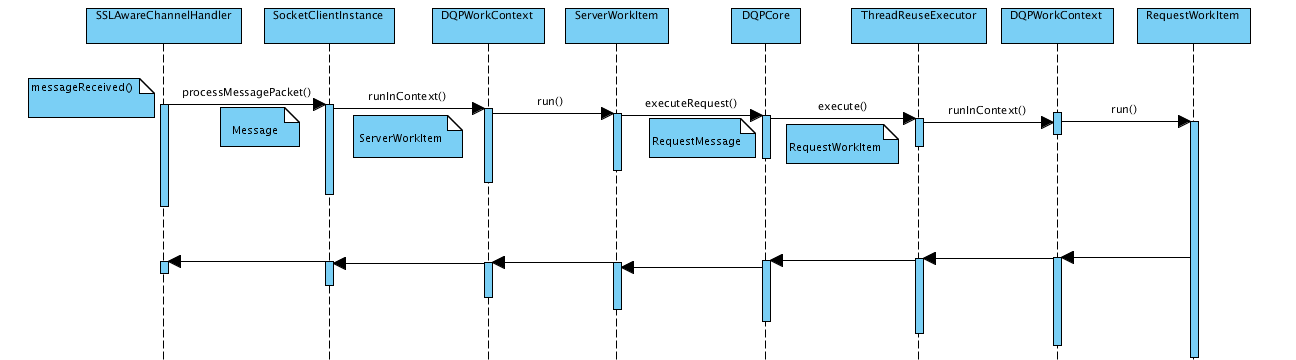 SSLAwareChannelHandler
SocketClientInstance
DQPWorkContext
ServerWorkItem
DQPCore
ThreadReuseExecutor
DQPWorkContext
RequestWorkItem
messageReceived()
processMessagePacket()
runInContext()
run()
executeRequest()
execute()
runInContext()
run()
Message
ServerWorkItem
RequestMessage
RequestWorkItem